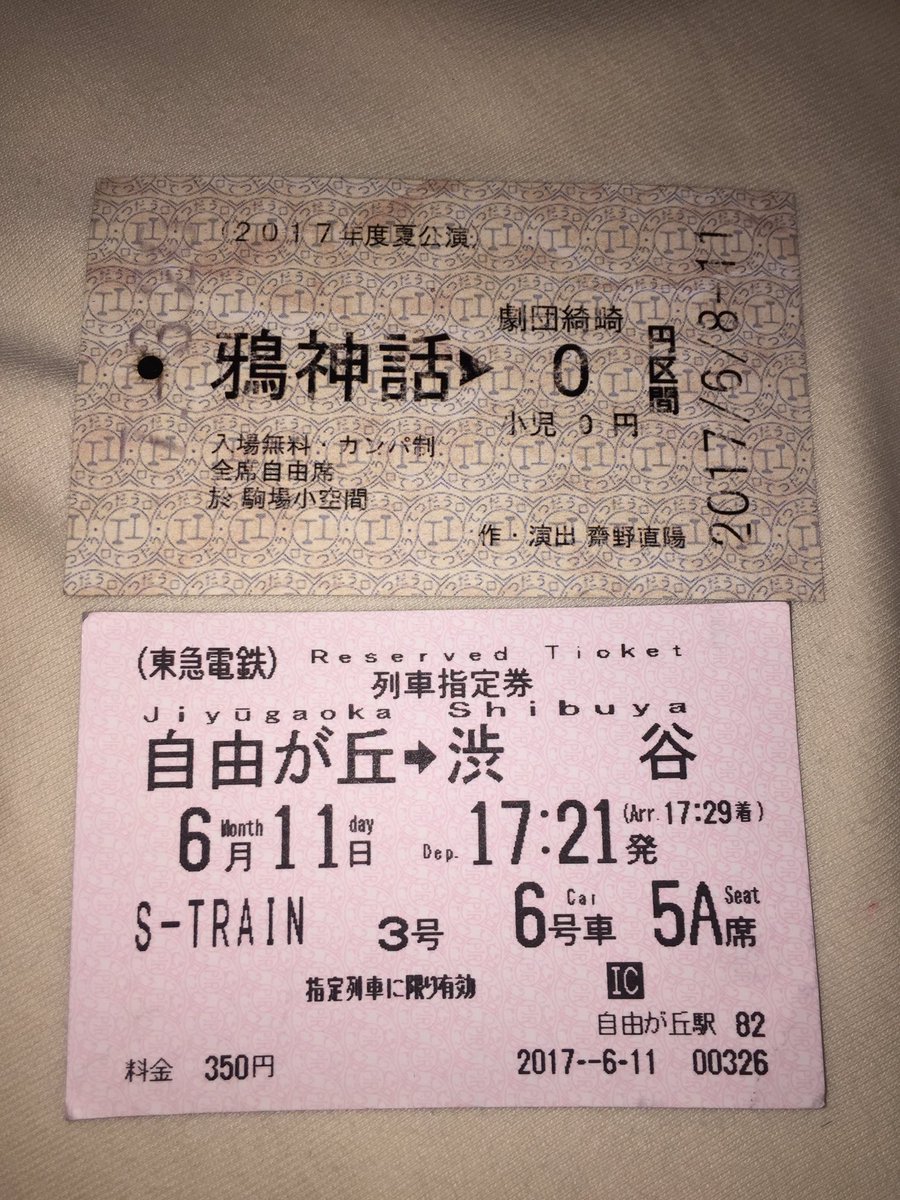 (2017年度夏公演)
劇団綺崎
●鴉神話▶ 0 円区間
小児 0 円
入場無料・カンパ制
全席自由席
於 駒場小空間
作・演出 齋野直陽
2017/6/8-11
(東急電鉄) Reserved Ticket
列車指定券
Jiyūgaoka Shibuya
自由が丘➡渋谷
6 Month 月 11 day 日 Dep. 17:21 発 (Arr. 17:29着)
S-TRAIN 3号 6 Car 号車 5A Seat 席
指定列車に限り有効 IC
自由が丘駅 82
料金 350円 2017--6-11 00326